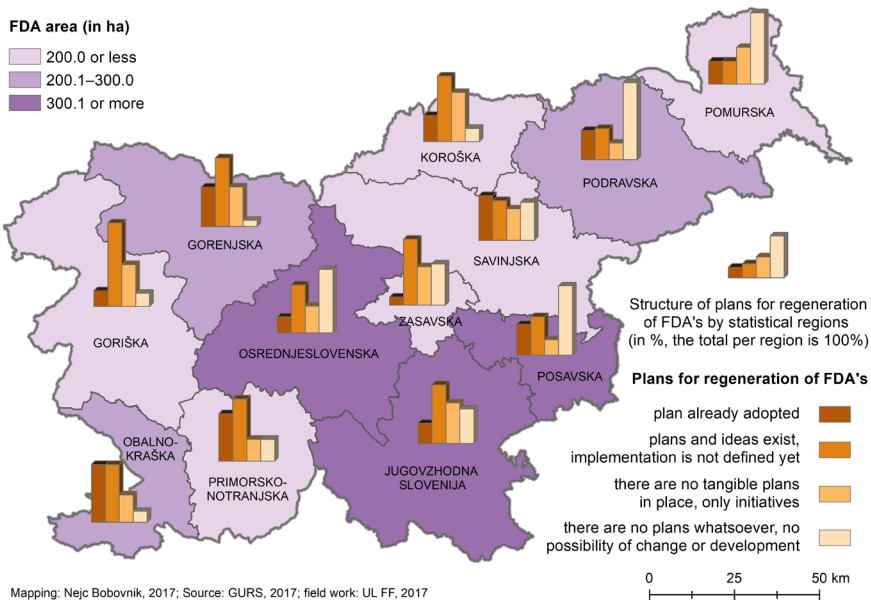 FDA area (in ha)
200.0 or less
200.1–300.0
300.1 or more
POMURSKA
KOROŠKA
PODRAVSKA
GORENJSKA
SAVINJSKA
Structure of plans for regeneration
of FDA's by statistical regions
(in %, the total per region is 100%)
ZASAVSKA
GORIŠKA
OSREDNJESLOVENSKA
POSAVSKA
Plans for regeneration of FDA's
plan already adopted
plans and ideas exist,
implementation is not defined yet
there are no tangible plans
in place, only initiatives
there are no plans whatsoever, no
possibility of change or development
OBALNO-
KRAŠKA
PRIMORSKO-
NOTRANJSKA
JUGOVZHODNA
SLOVENIJA
0 25 50 km
Mapping: Nejc Bobovnik, 2017; Source: GURS, 2017; field work: UL FF, 2017